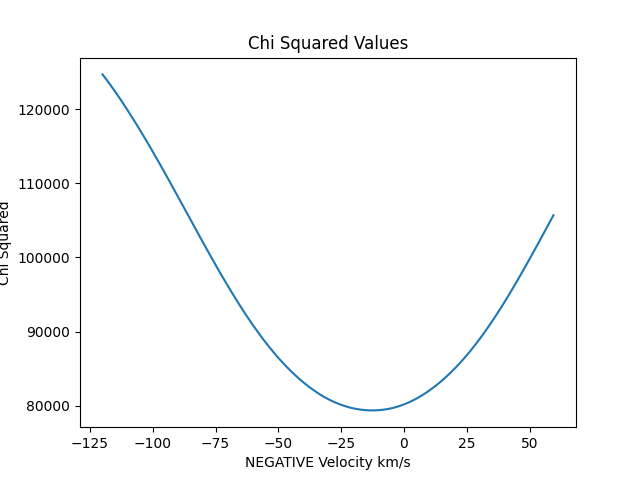 Chi Squared Values
120000
110000
100000
90000
80000
Chi Squared
−125 −100 −75 −50 −25 0 25 50
NEGATIVE Velocity km/s